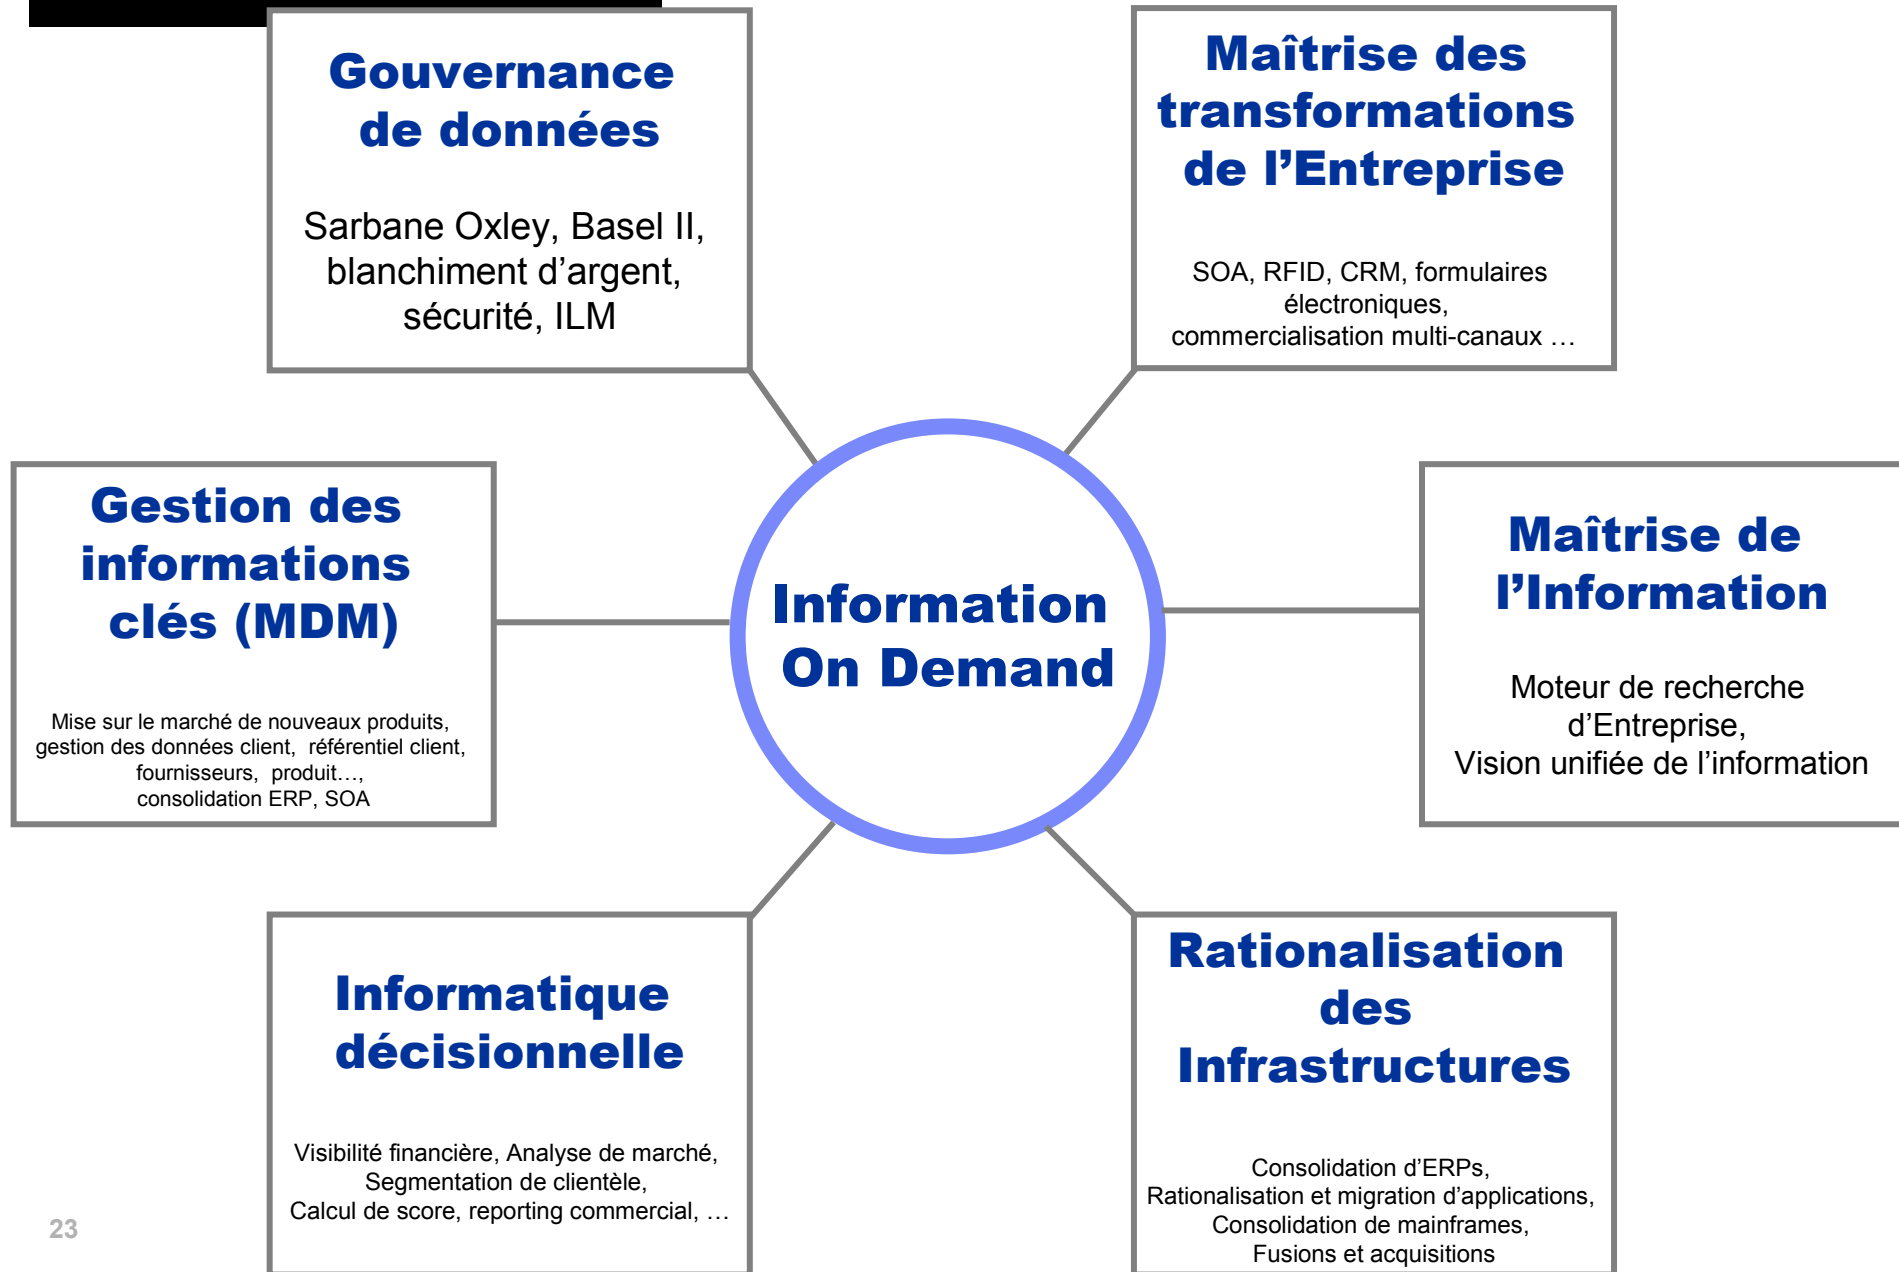 Gouvernance
de données
Sarbane Oxley, Basel II,
blanchiment d’argent,
sécurité, ILM
Maîtrise des
transformations
de l’Entreprise
SOA, RFID, CRM, formulaires
électroniques,
commercialisation multi-canaux …
Gestion des
informations
clés (MDM)
Mise sur le marché de nouveaux produits,
gestion des données client, référentiel client,
fournisseurs, produit…,
consolidation ERP, SOA
Information
On Demand
Maîtrise de
l’Information
Moteur de recherche
d’Entreprise,
Vision unifiée de l’information
Informatique
décisionnelle
Visibilité financière, Analyse de marché,
Segmentation de clientèle,
Calcul de score, reporting commercial, …
Rationalisation
des
Infrastructures
Consolidation d’ERPs,
Rationalisation et migration d’applications,
Consolidation de mainframes,
Fusions et acquisitions
23